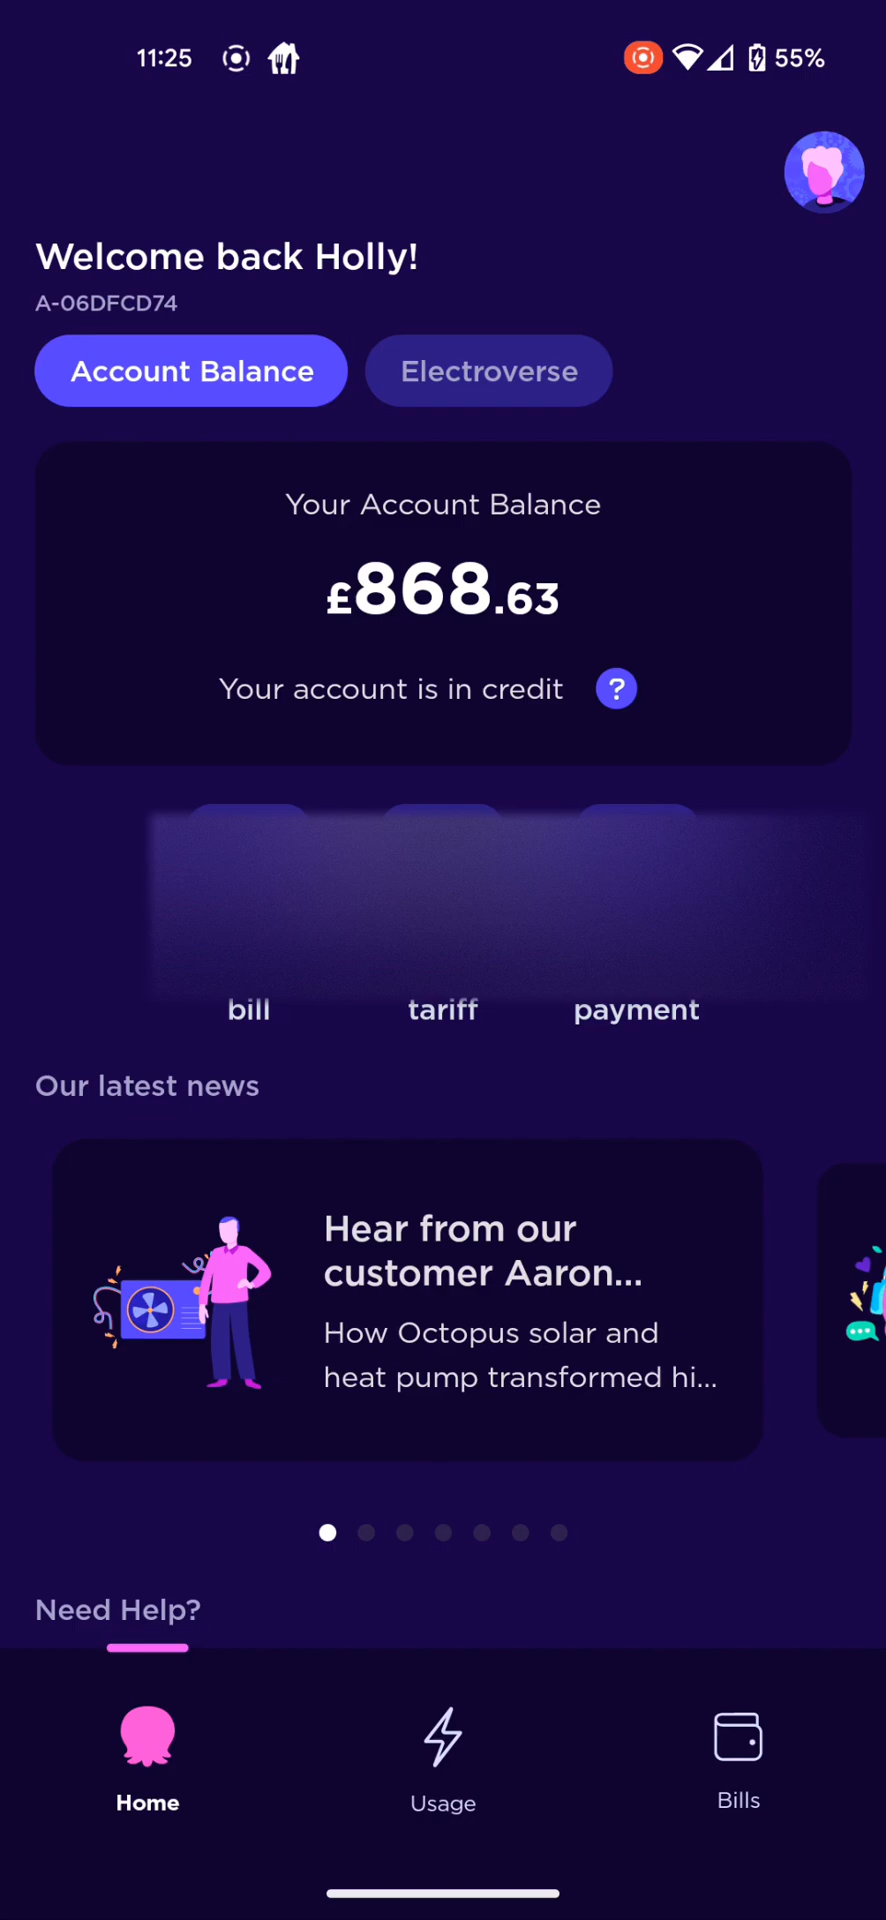 11:25
55%
Welcome back Holly!
A-06DFCD74
Account Balance
Electroverse
Your Account Balance
£868.63
Your account is in credit ?
bill
tariff
payment
Our latest news
Hear from our
customer Aaron...
How Octopus solar and
heat pump transformed hi...
Need Help?
Home
Usage
Bills